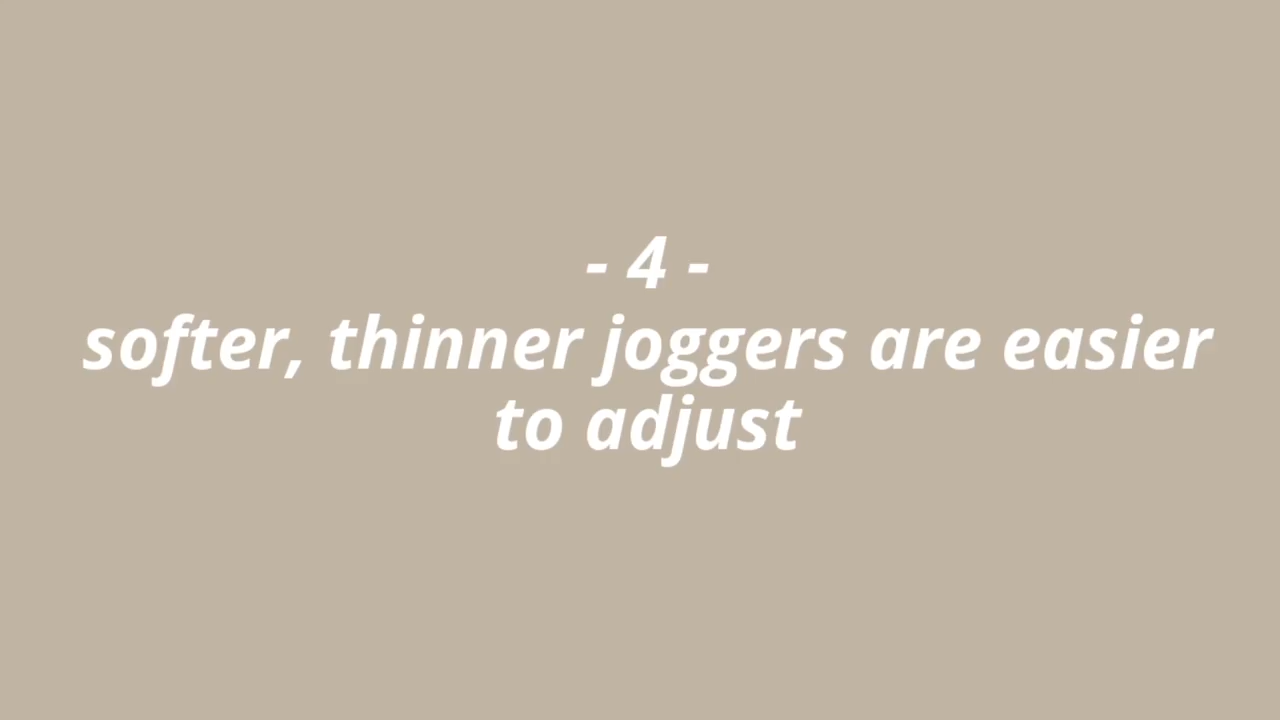 - 4 -
softer, thinner joggers are easier
to adjust